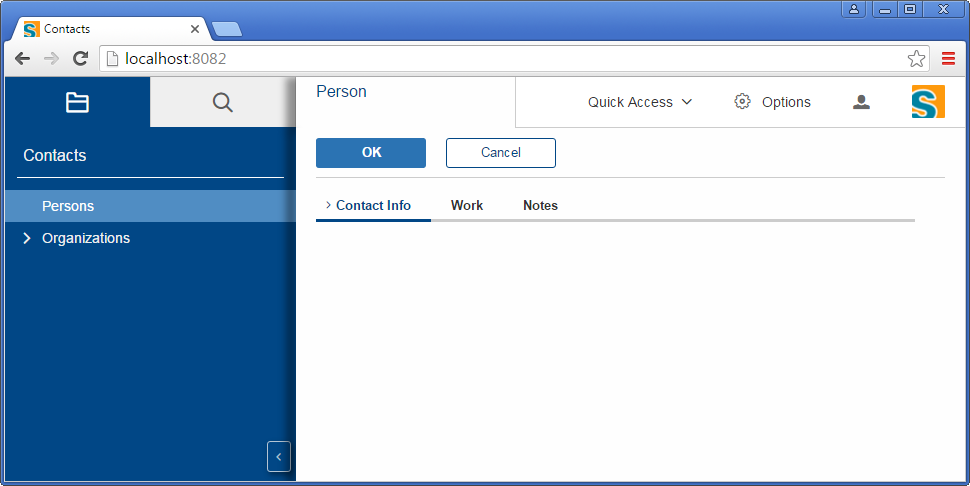 Contacts
localhost:8082
Person
Quick Access
Options
S
Contacts
OK
Cancel
Persons
Contact Info
Work
Notes
Organizations